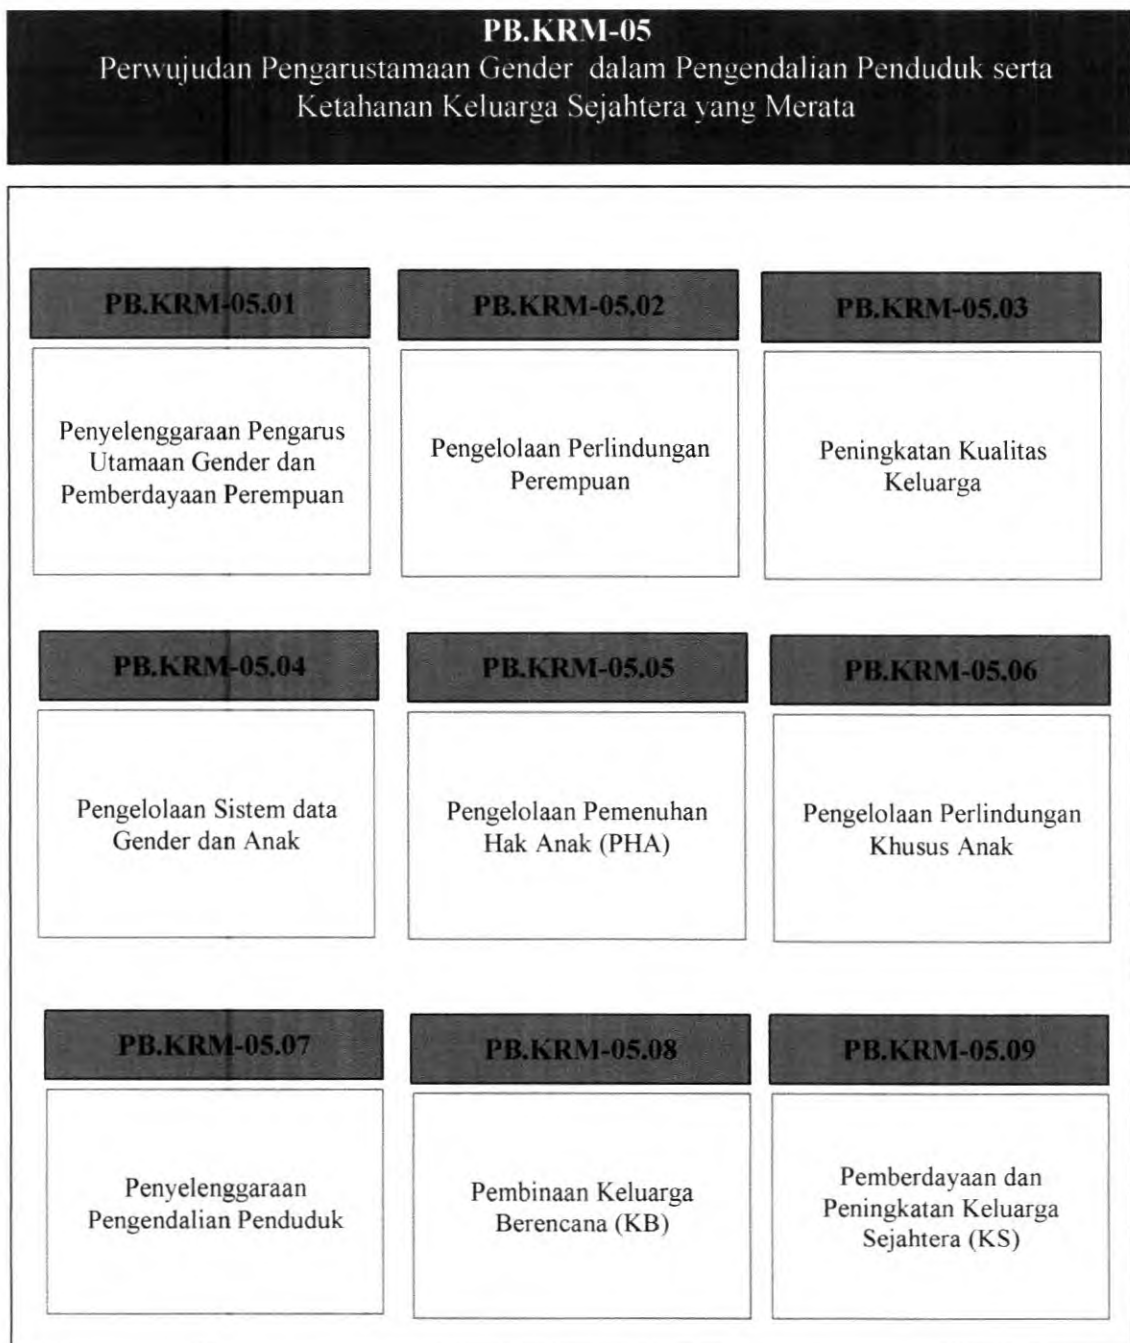 PB.KRM-05
Perwujudan Pengarustamaan Gender dalam Pengendalian Penduduk serta
Ketahanan Keluarga Sejahtera yang Merata
PB.KRM-05.01
Penyelenggaraan Pengarus
Utamaan Gender dan
Pemberdayaan Perempuan
PB.KRM-05.02
Pengelolaan Perlindungan
Perempuan
PB.KRM-05.03
Peningkatan Kualitas
Keluarga
PB.KRM-05.04
Pengelolaan Sistem data
Gender dan Anak
PB.KRM-05.05
Pengelolaan Pemenuhan
Hak Anak (PHA)
PB.KRM-05.06
Pengelolaan Perlindungan
Khusus Anak
PB.KRM-05.07
Penyelenggaraan
Pengendalian Penduduk
PB.KRM-05.08
Pembinaan Keluarga
Berencana (KB)
PB.KRM-05.09
Pemberdayaan dan
Peningkatan Keluarga
Sejahtera (KS)